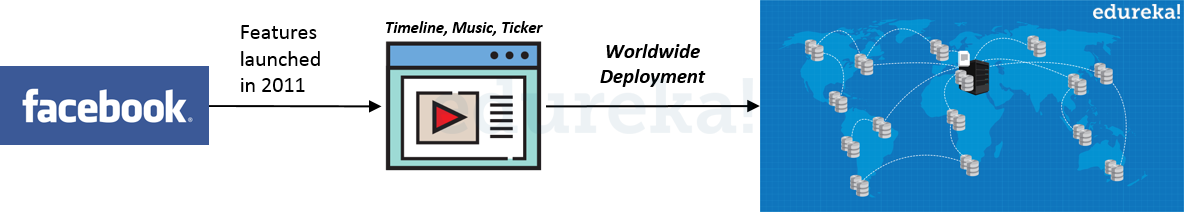 facebook®
Features
launched
in 2011
Timeline, Music, Ticker
Worldwide
Deployment
edureka!
edureka!